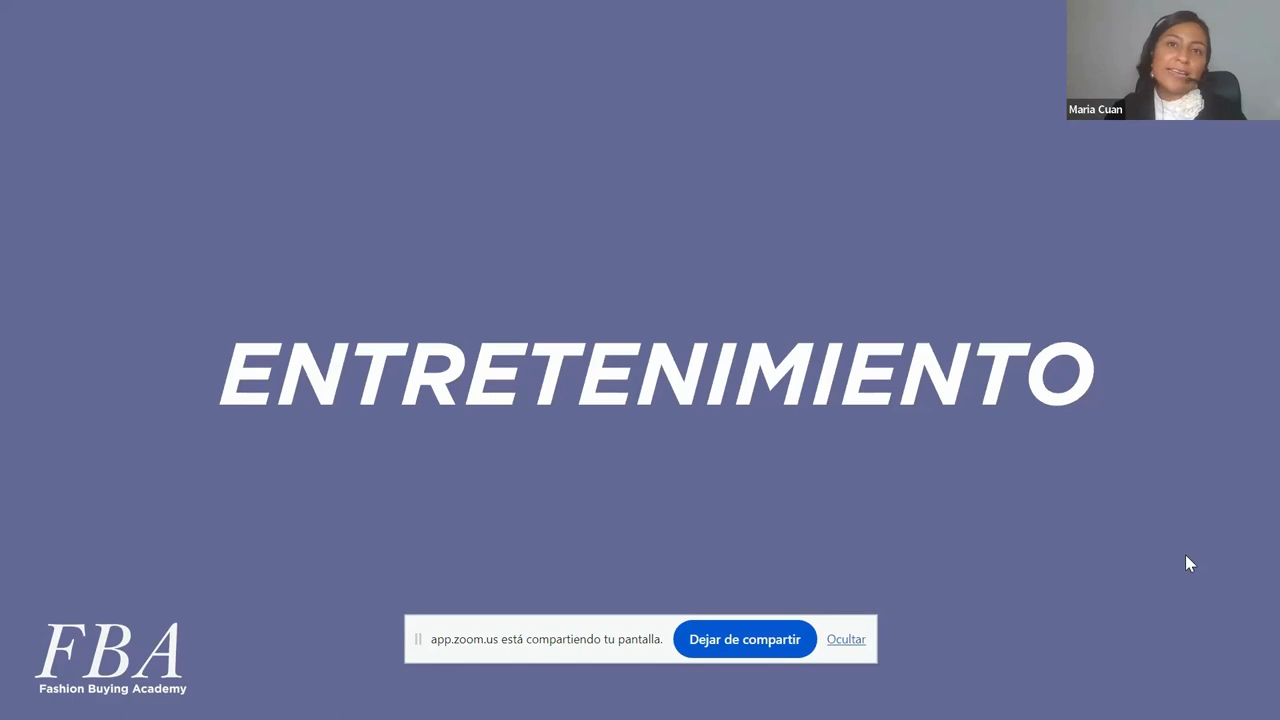 Maria Cuan
ENTRETENIMIENTO
app.zoom.us está compartiendo tu pantalla. Dejar de compartir Ocultar
FBA
Fashion Buying Academy